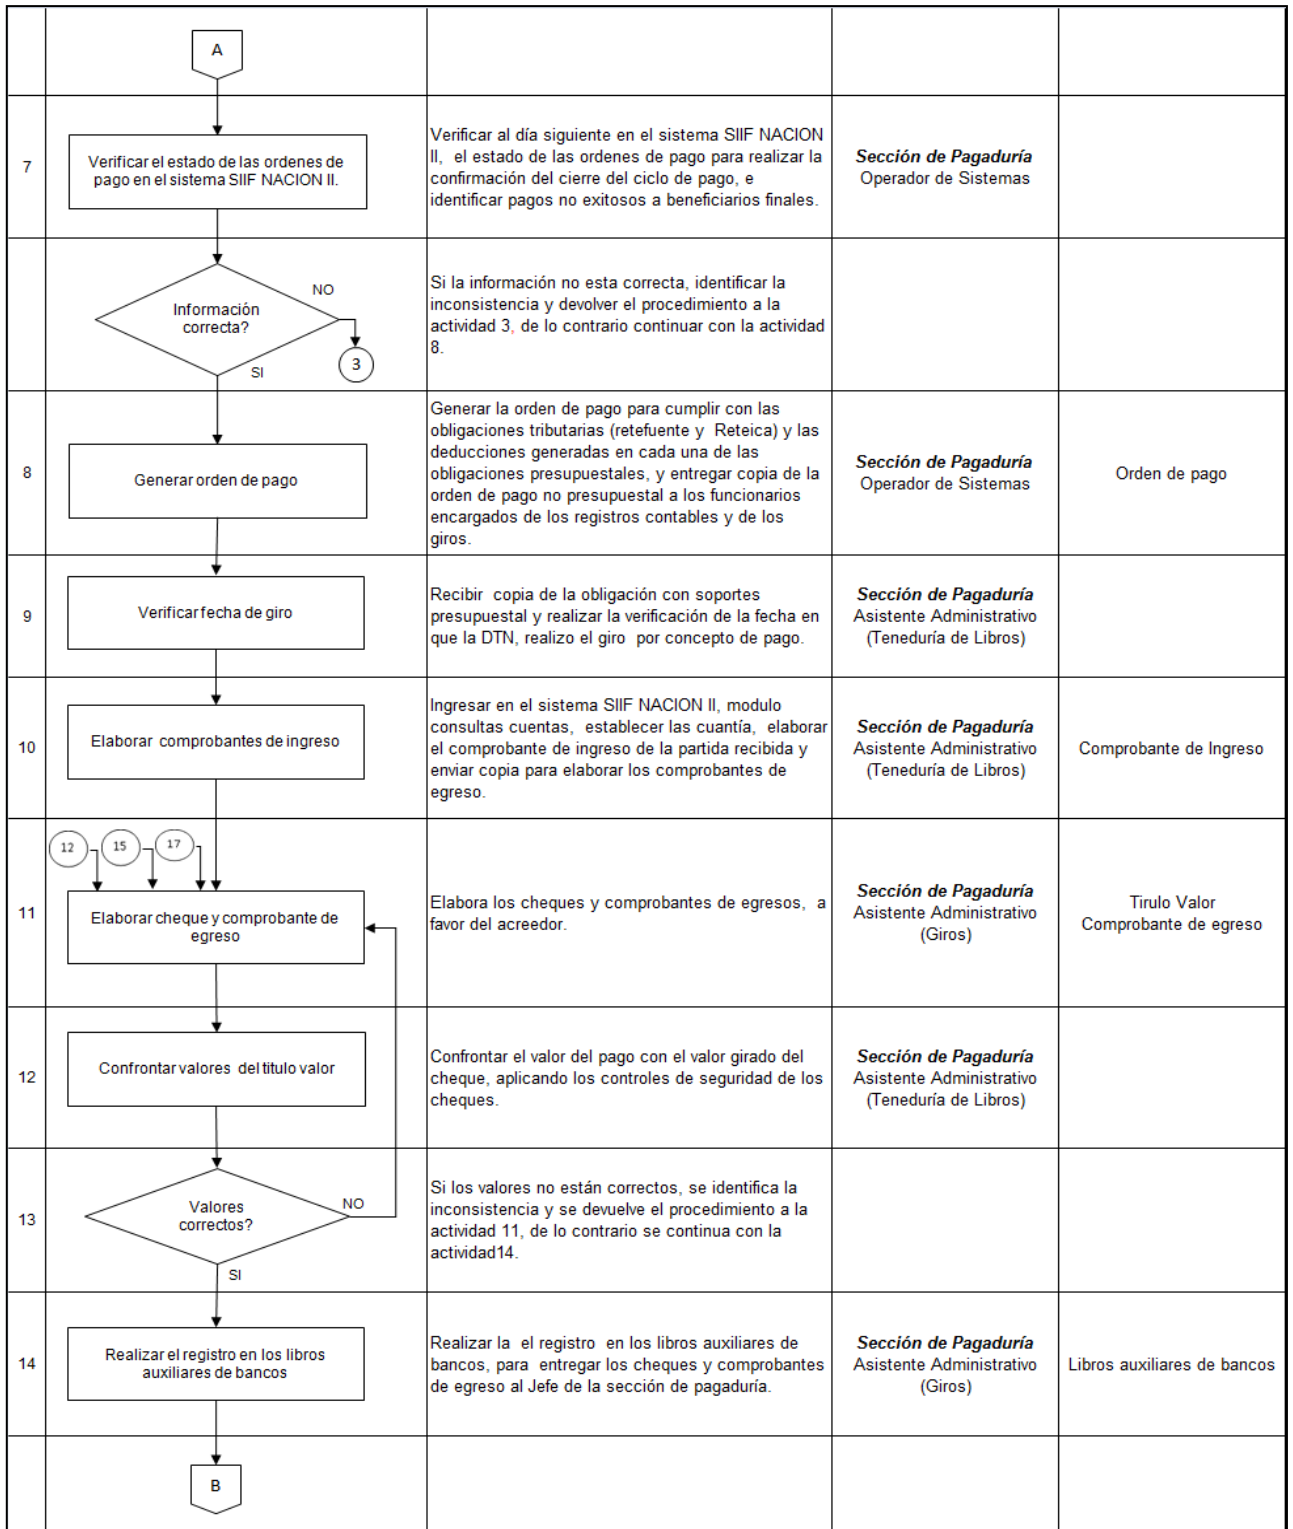 A
7
Verificar el estado de las ordenes de
pago en el sistema SIIF NACION II.
Verificar al día siguiente en el sistema SIIF NACION
II, el estado de las ordenes de pago para realizar la
confirmación del cierre del ciclo de pago, e
identificar pagos no exitosos a beneficiarios finales.
Sección de Pagaduría
Operador de Sistemas
Información
correcta?
NO
3
SI
Si la información no esta correcta, identificar la
inconsistencia y devolver el procedimiento a la
actividad 3, de lo contrario continuar con la actividad
8.
8
Generar orden de pago
Generar la orden de pago para cumplir con las
obligaciones tributarias (retefuente y Reteica) y las
deducciones generadas en cada una de las
obligaciones presupuestales, y entregar copia de la
orden de pago no presupuestal a los funcionarios
encargados de los registros contables y de los
giros.
Sección de Pagaduría
Operador de Sistemas
Orden de pago
9
Verificar fecha de giro
Recibir copia de la obligación con soportes
presupuestal y realizar la verificación de la fecha en
que la DTN, realizo el giro por concepto de pago.
Sección de Pagaduría
Asistente Administrativo
(Teneduría de Libros)
10
Elaborar comprobantes de ingreso
Ingresar en el sistema SIIF NACION II, modulo
consultas cuentas, establecer las cuantía, elaborar
el comprobante de ingreso de la partida recibida y
enviar copia para elaborar los comprobantes de
egreso.
Sección de Pagaduría
Asistente Administrativo
(Teneduría de Libros)
Comprobante de Ingreso
12
15
17
11
Elaborar cheque y comprobante de
egreso
Elabora los cheques y comprobantes de egresos, a
favor del acreedor.
Sección de Pagaduría
Asistente Administrativo
(Giros)
Tirulo Valor
Comprobante de egreso
12
Confrontar valores del titulo valor
Confrontar el valor del pago con el valor girado del
cheque, aplicando los controles de seguridad de los
cheques.
Sección de Pagaduría
Asistente Administrativo
(Teneduría de Libros)
13
Valores
correctos?
NO
SI
Si los valores no están correctos, se identifica la
inconsistencia y se devuelve el procedimiento a la
actividad 11, de lo contrario se continua con la
actividad14.
14
Realizar el registro en los libros
auxiliares de bancos
Realizar la el registro en los libros auxiliares de
bancos, para entregar los cheques y comprobantes
de egreso al Jefe de la sección de pagaduría.
Sección de Pagaduría
Asistente Administrativo
(Giros)
Libros auxiliares de bancos
B